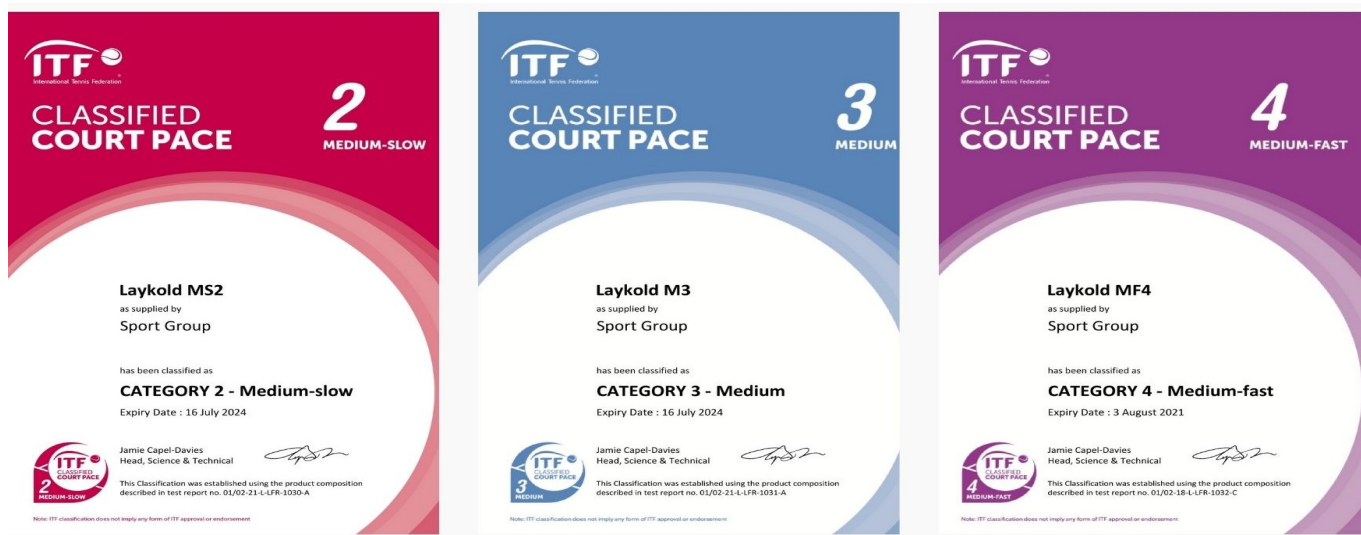 ITF
International Tennis Federation
CLASSIFIED
COURT PACE
2
MEDIUM-SLOW
Laykold MS2
as supplied by
Sport Group
has been classified as
CATEGORY 2 - Medium-slow
Expiry Date : 16 July 2024
Jamie Capel-Davies
Head, Science & Technical
This Classification was established using the product composition
described in test report no. 01/02-21-L-LFR-1030-A
ITF
CLASSIFIED
COURT PACE
2
MEDIUM-SLOW
Note: ITF classification does not imply any form of ITF approval or endorsement
ITF
International Tennis Federation
CLASSIFIED
COURT PACE
3
MEDIUM
Laykold M3
as supplied by
Sport Group
has been classified as
CATEGORY 3 - Medium
Expiry Date : 16 July 2024
Jamie Capel-Davies
Head, Science & Technical
This Classification was established using the product composition
described in test report no. 01/02-21-L-LFR-1031-A
ITF
CLASSIFIED
COURT PACE
3
MEDIUM
Note: ITF classification does not imply any form of ITF approval or endorsement
ITF
International Tennis Federation
CLASSIFIED
COURT PACE
4
MEDIUM-FAST
Laykold MF4
as supplied by
Sport Group
has been classified as
CATEGORY 4 - Medium-fast
Expiry Date : 3 August 2021
Jamie Capel-Davies
Head, Science & Technical
This Classification was established using the product composition
described in test report no. 01/02-18-L-LFR-1032-C
ITF
CLASSIFIED
COURT PACE
4
MEDIUM-FAST
Note: ITF classification does not imply any form of ITF approval or endorsement